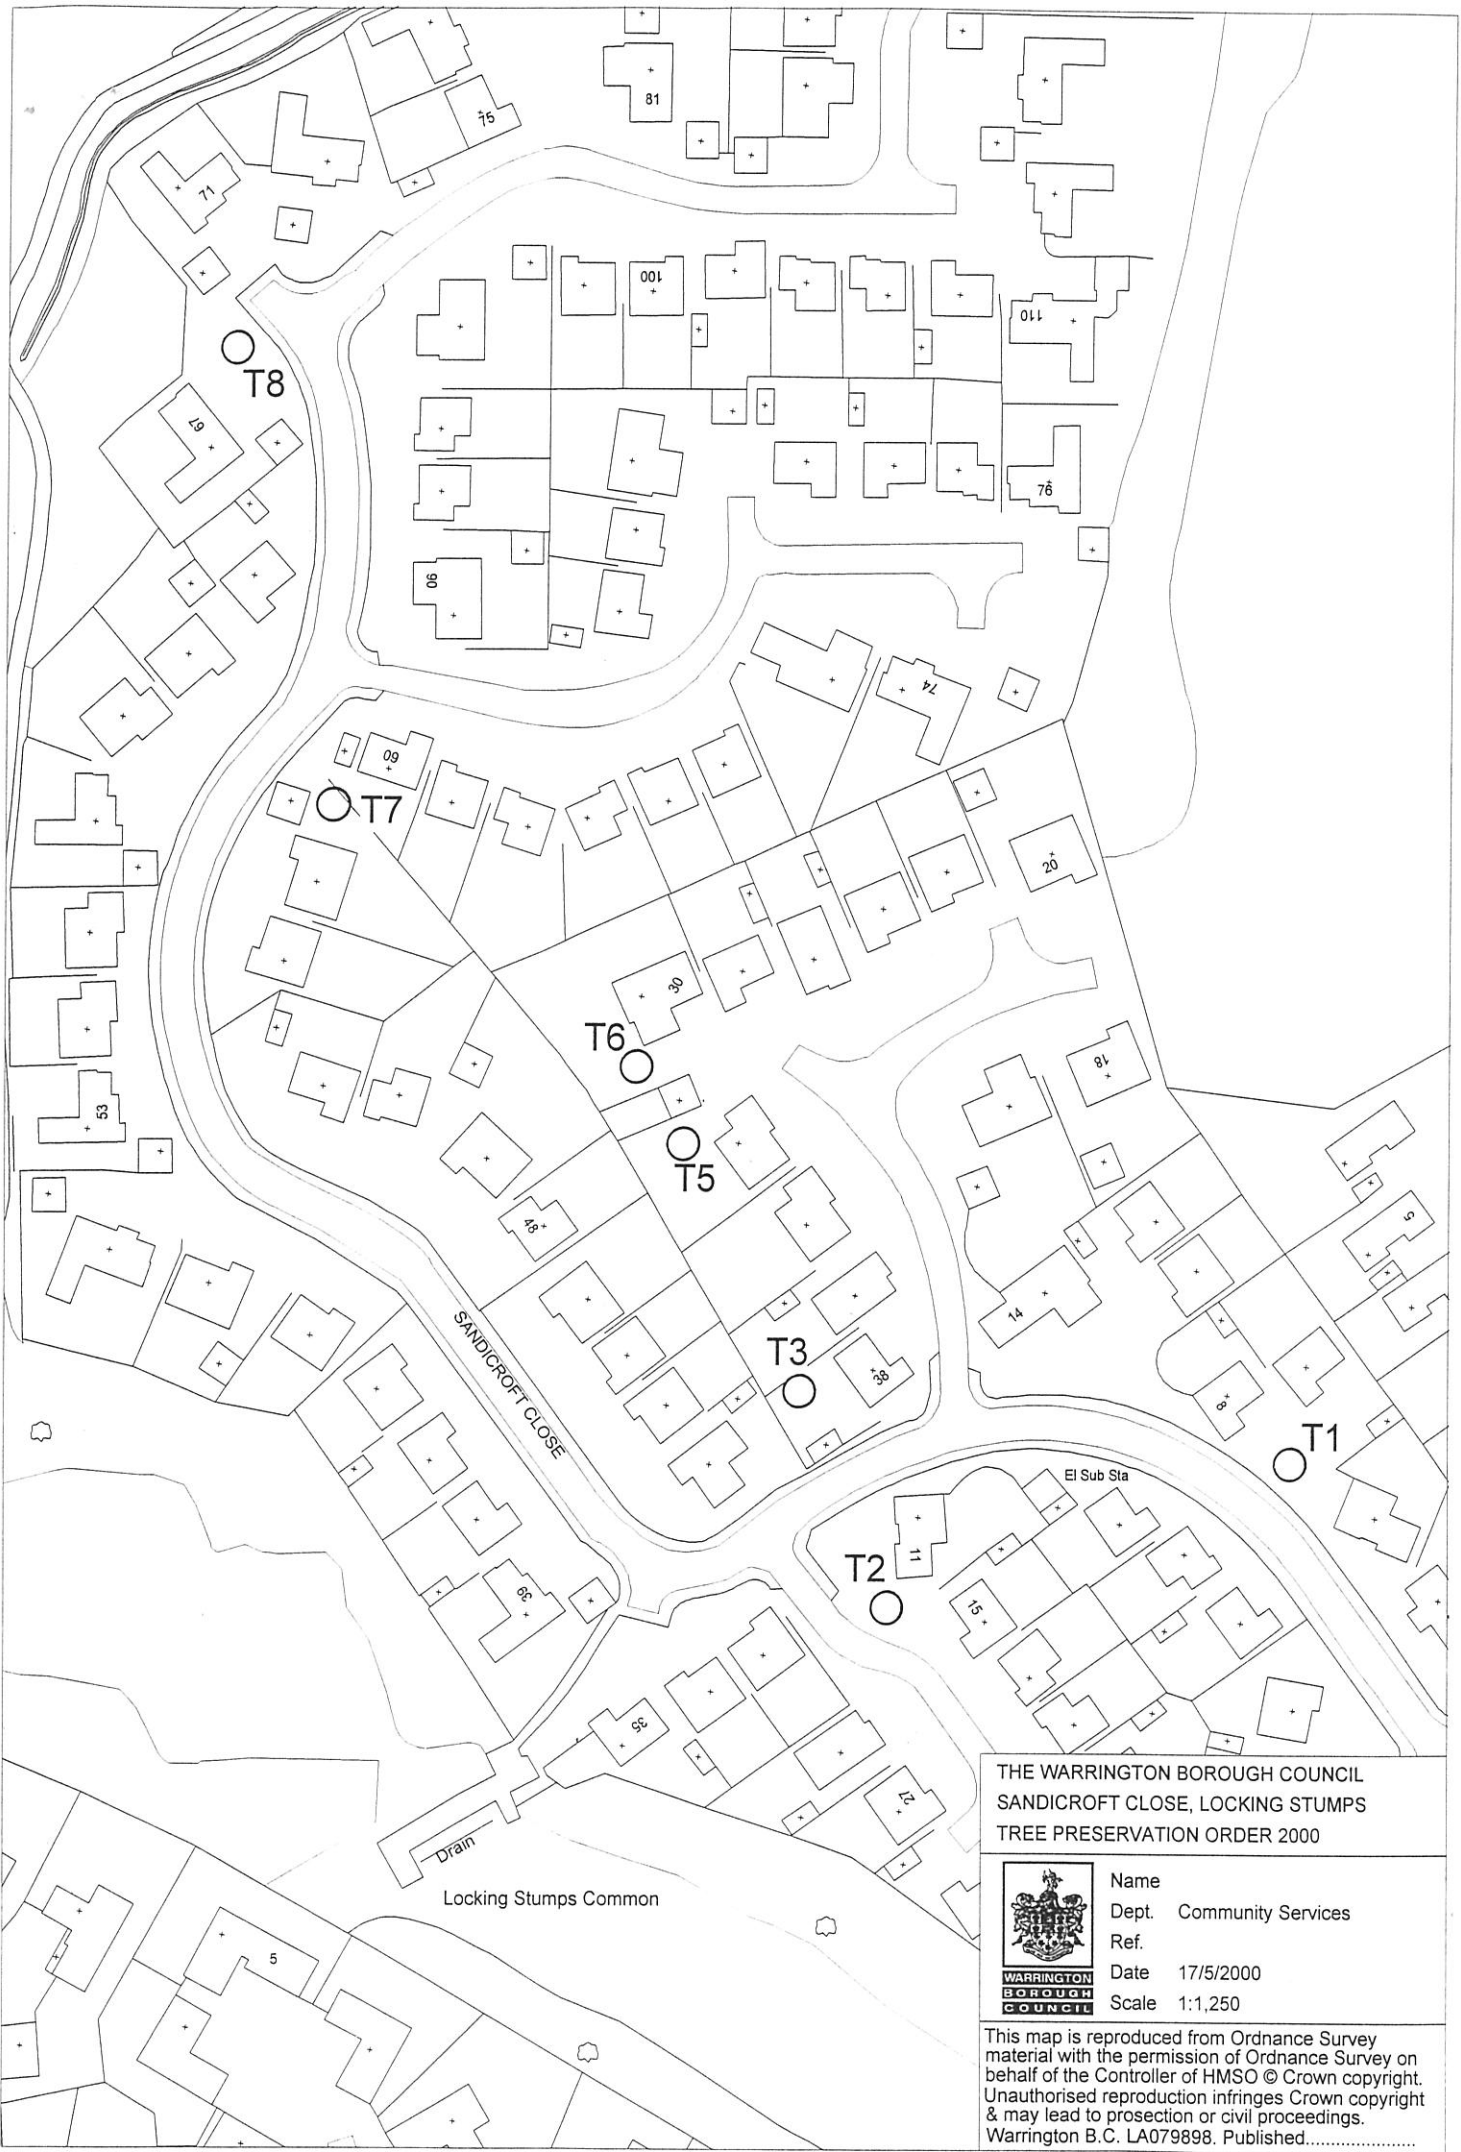 81
75
71
100
110
T8
67
76
90
74
60
T7
20
30
T6
18
53
T5
5
48
14
SANDICROFT CLOSE
T3
38
8
T1
El Sub Sta
11
T2
15
39
35
27
Drain
Locking Stumps Common
5
THE WARRINGTON BOROUGH COUNCIL
SANDICROFT CLOSE, LOCKING STUMPS
TREE PRESERVATION ORDER 2000
WARRINGTON
BOROUGH
COUNCIL
Name
Dept. Community Services
Ref.
Date 17/5/2000
Scale 1:1,250
This map is reproduced from Ordnance Survey
material with the permission of Ordnance Survey on
behalf of the Controller of HMSO © Crown copyright.
Unauthorised reproduction infringes Crown copyright
& may lead to prosection or civil proceedings.
Warrington B.C. LA079898. Published......................